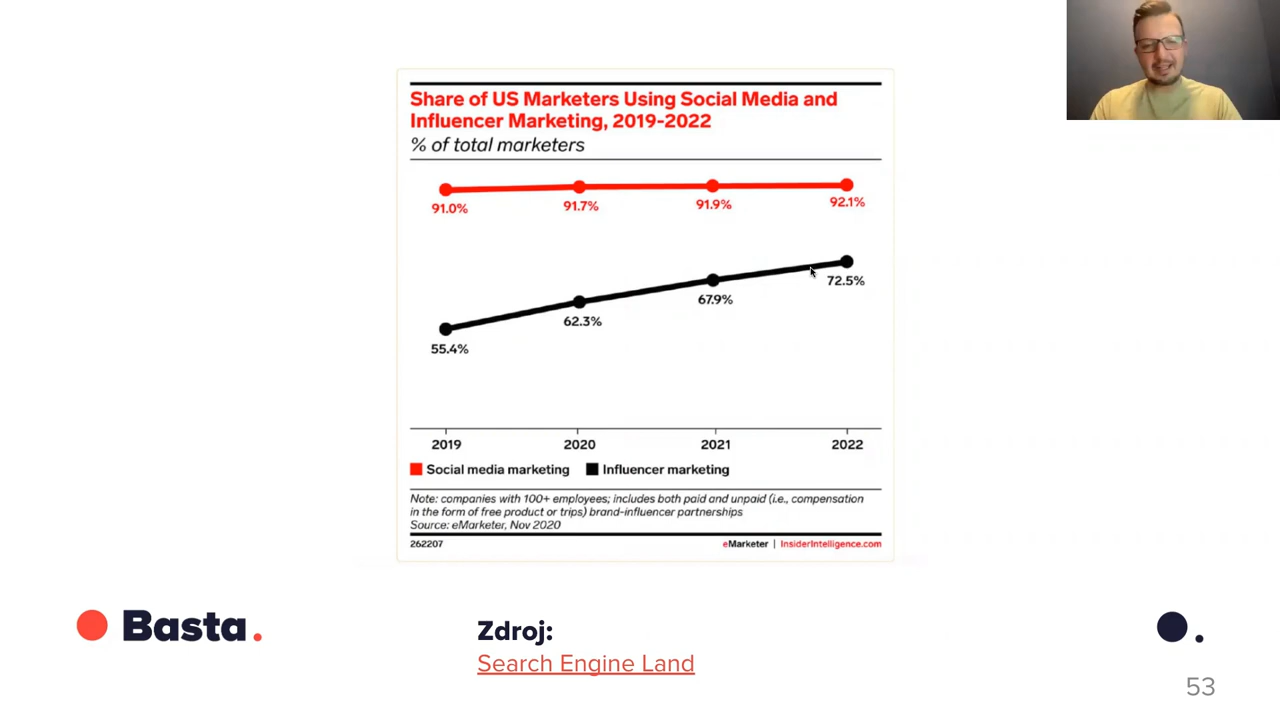 Share of US Marketers Using Social Media and
Influencer Marketing, 2019-2022
% of total marketers
91.0%
91.7%
91.9%
92.1%
55.4%
62.3%
67.9%
72.5%
2019 2020 2021 2022
Social media marketing Influencer marketing
Note: companies with 100+ employees; includes both paid and unpaid (i.e., compensation
in the form of free product or trips) brand-influencer partnerships
Source: eMarketer, Nov 2020
262207 eMarketer | InsiderIntelligence.com
Basta.
Zdroj:
Search Engine Land
53